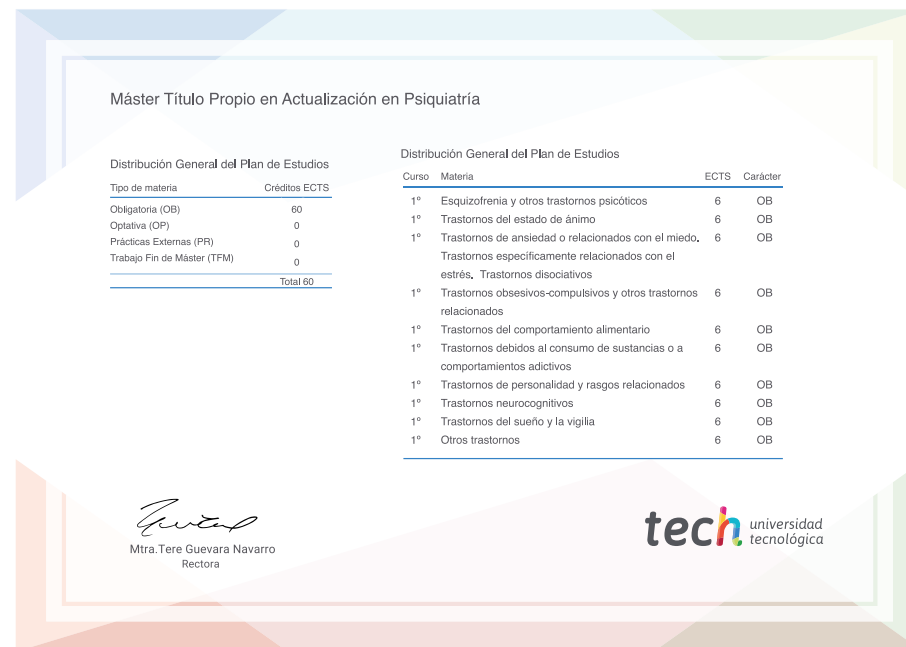 Máster Título Propio en Actualización en Psiquiatría
Distribución General del Plan de Estudios
Tipo de materia Créditos ECTS
Obligatoria (OB) 60
Optativa (OP) 0
Prácticas Externas (PR) 0
Trabajo Fin de Máster (TFM) 0
Total 60
Distribución General del Plan de Estudios
Curso Materia ECTS Carácter
1º Esquizofrenia y otros trastornos psicóticos 6 OB
1º Trastornos del estado de ánimo 6 OB
1º Trastornos de ansiedad o relacionados con el miedo. 6 OB
Trastornos específicamente relacionados con el
estrés. Trastornos disociativos
1º Trastornos obsesivos-compulsivos y otros trastornos 6 OB
relacionados
1º Trastornos del comportamiento alimentario 6 OB
1º Trastornos debidos al consumo de sustancias o a 6 OB
comportamientos adictivos
1º Trastornos de personalidad y rasgos relacionados 6 OB
1º Trastornos neurocognitivos 6 OB
1º Trastornos del sueño y la vigilia 6 OB
1º Otros trastornos 6 OB
Mtra.Tere Guevara Navarro
Rectora
tech universidad
tecnológica